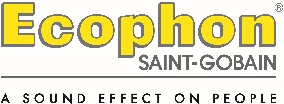 Ecophon®
SAINT-GOBAIN
A SOUND EFFECT ON PEOPLE